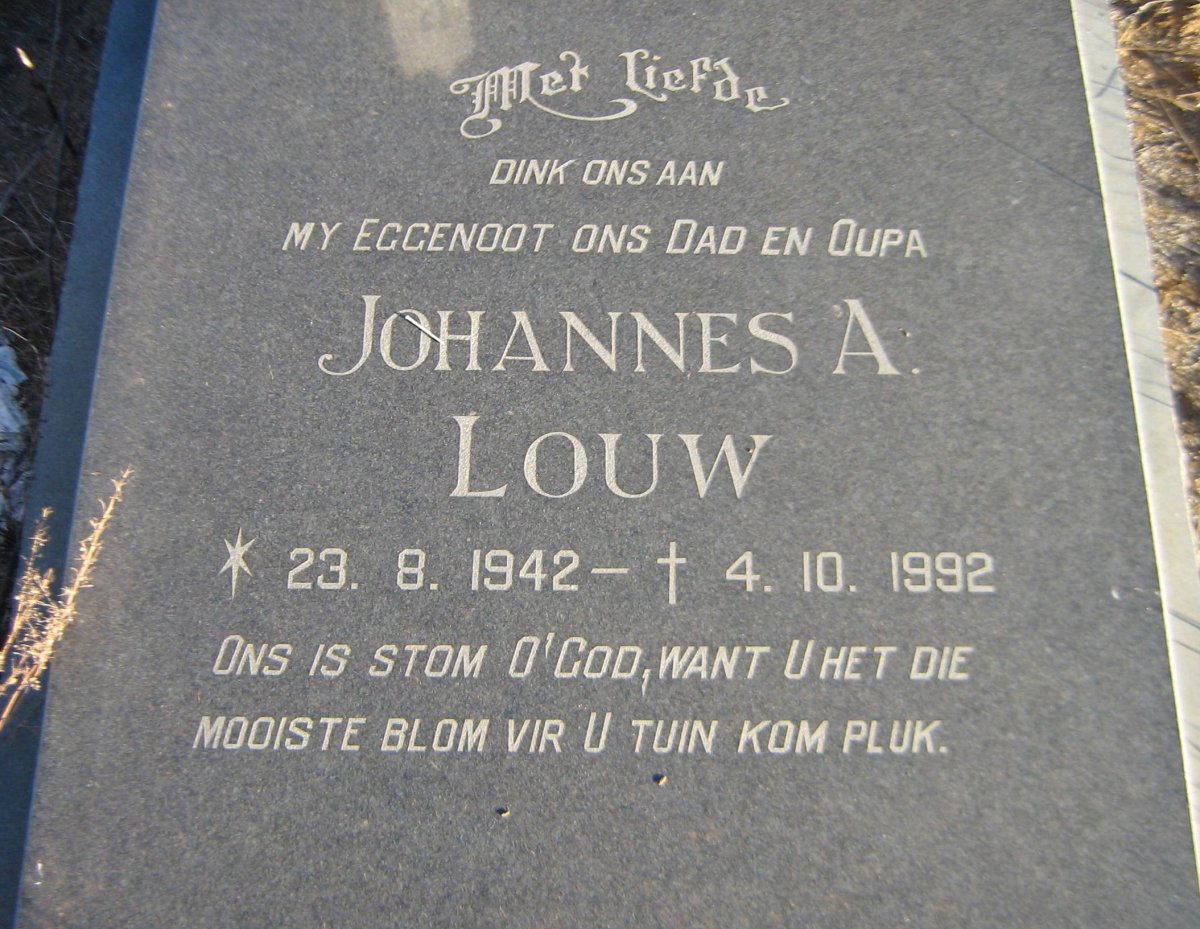 Met liefde
DINK ONS AAN
MY EGGENOOT ONS DAD EN OUPA
JOHANNES A.
LOUW
* 23. 8. 1942 – † 4. 10. 1992
ONS IS STOM O' GOD, WANT U HET DIE
MOOISTE BLOM VIR U TUIN KOM PLUK.